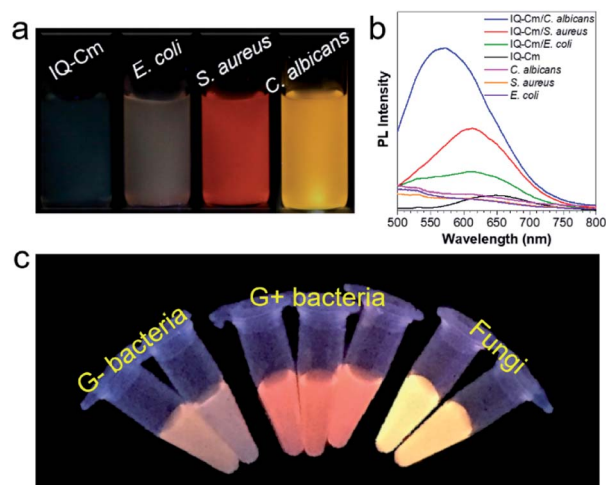 a
IQ-Cm
E. coli
S. aureus
C. albicans
b
IQ-Cm/C. albicans
IQ-Cm/S. aureus
IQ-Cm/E. coli
IQ-Cm
C. albicans
S. aureus
E. coli
PL Intensity
500 600 700 800
550 650 750
Wavelength (nm)
c
G- bacteria
G+ bacteria
Fungi